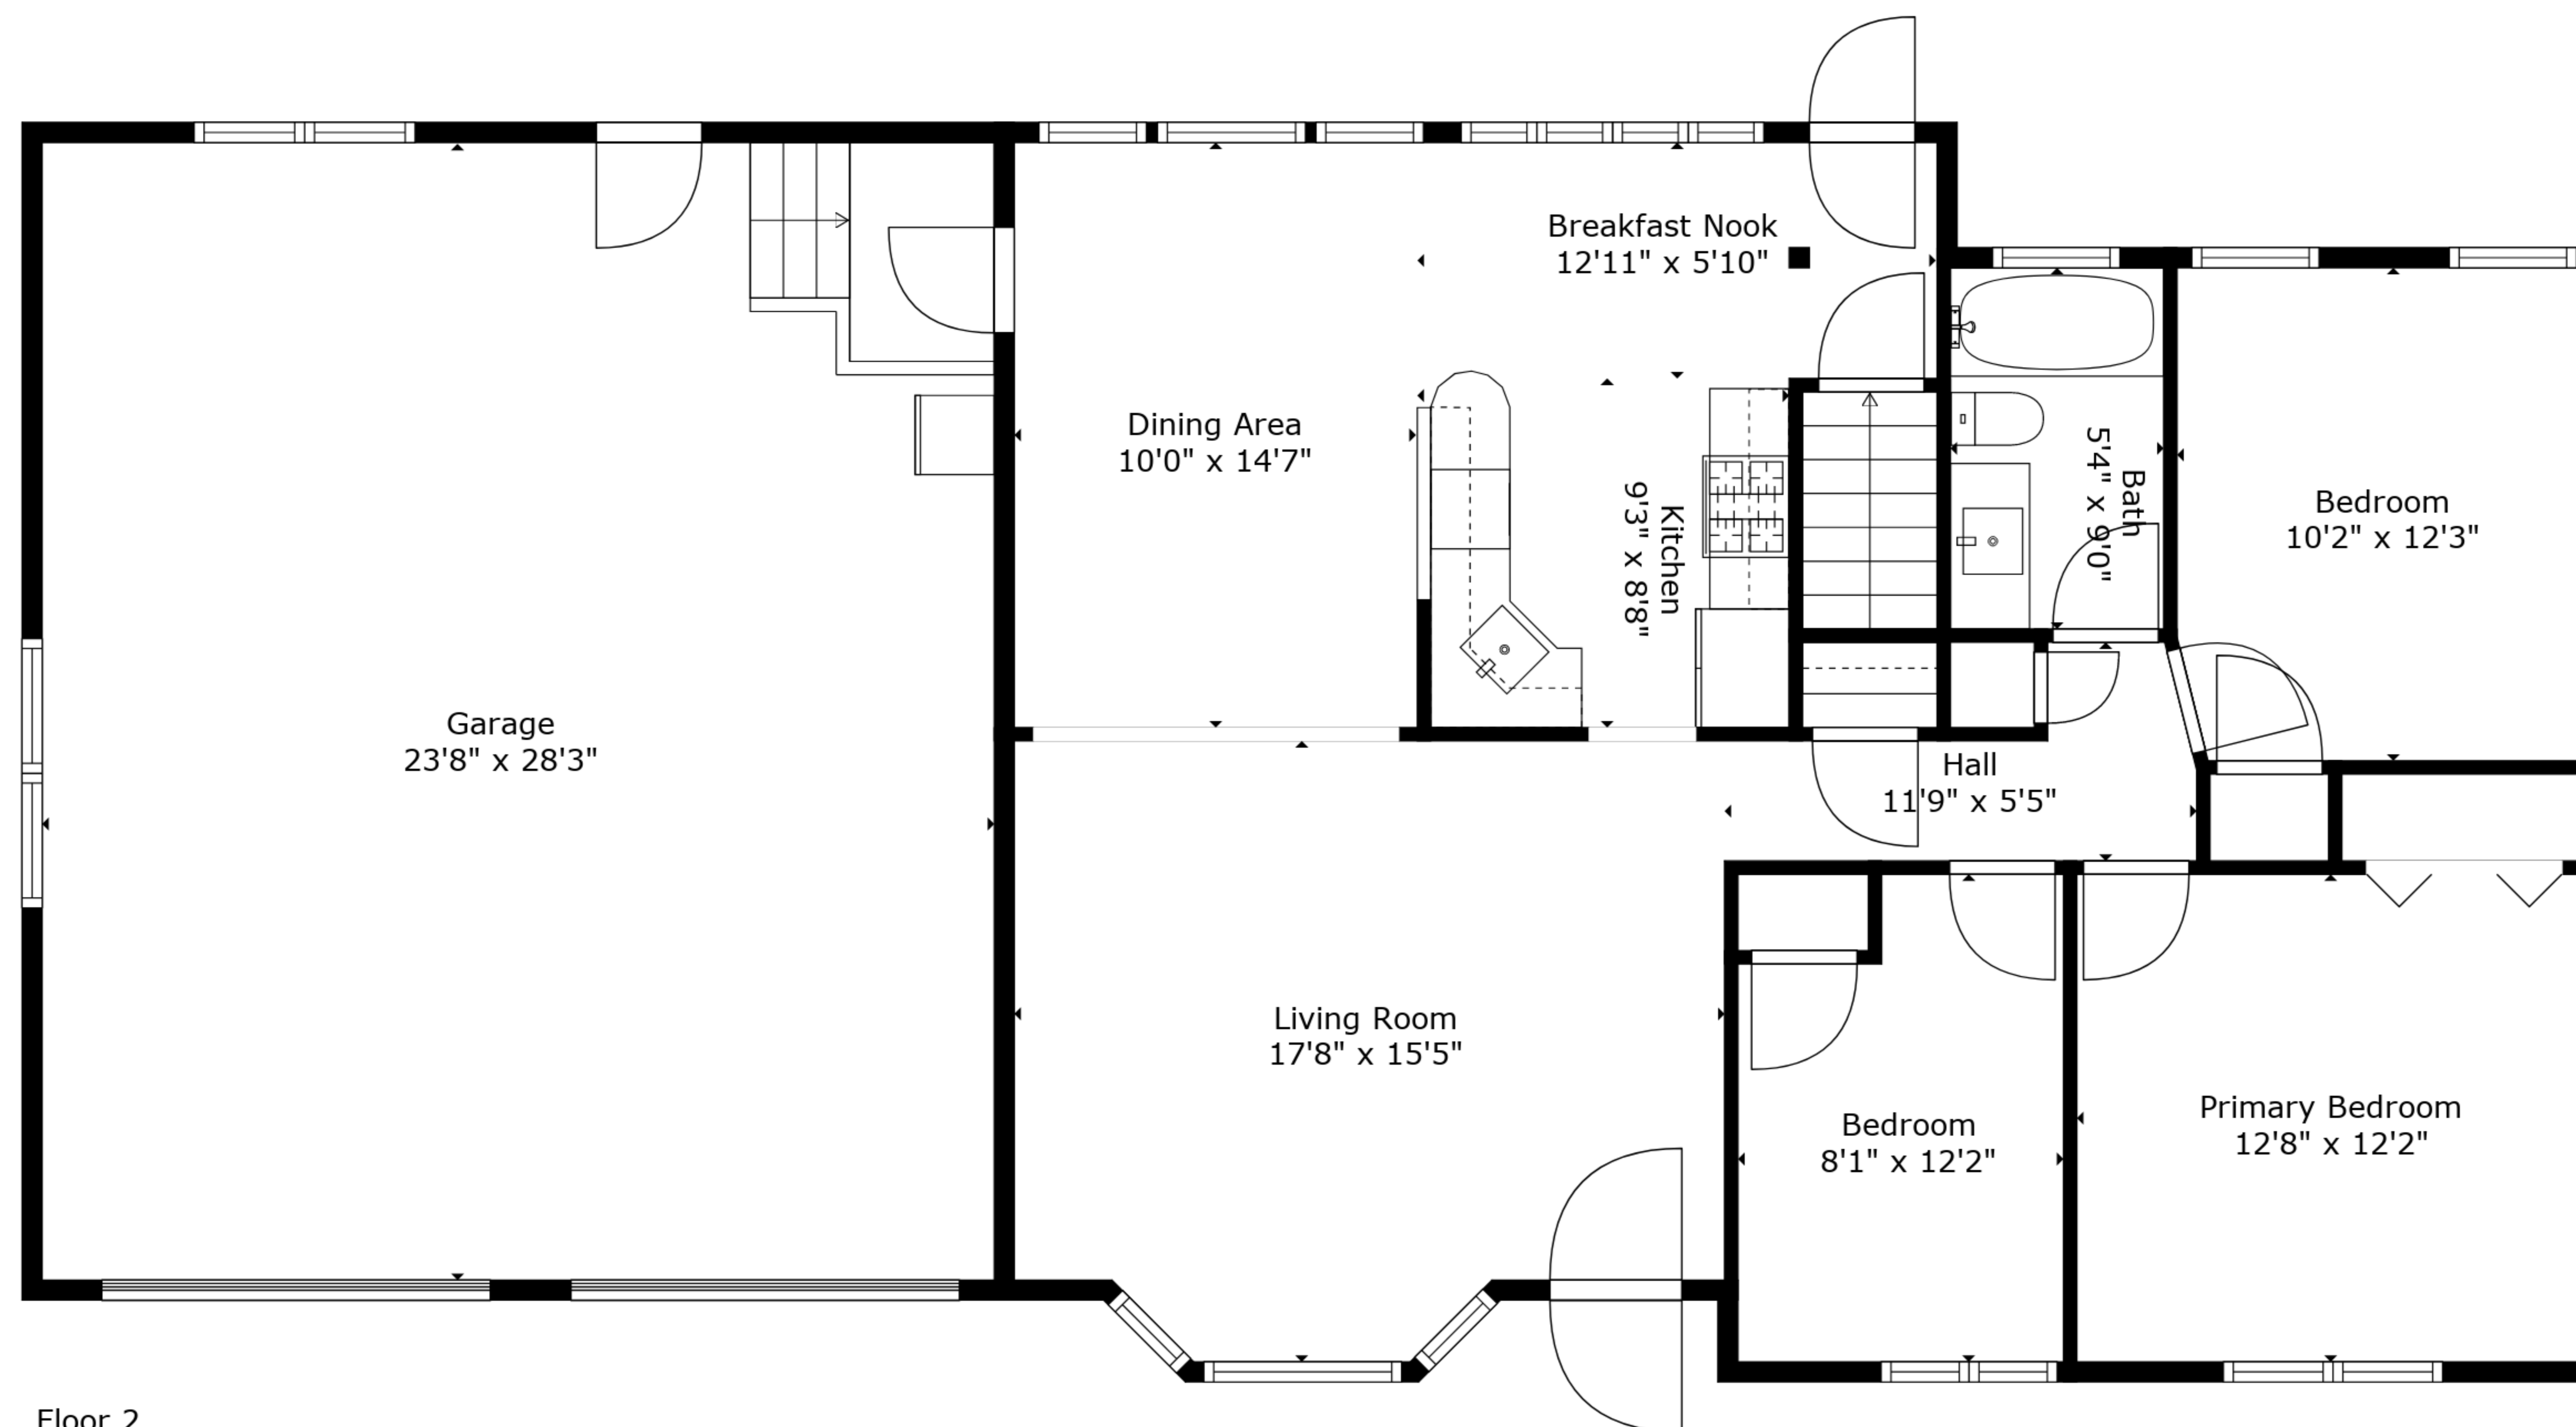 Breakfast Nook
12'11" x 5'10"
Dining Area
10'0" x 14'7"
Kitchen
9'3" x 8'8"
Bath
5'4" x 9'0"
Bedroom
10'2" x 12'3"
Garage
23'8" x 28'3"
Hall
11'9" x 5'5"
Living Room
17'8" x 15'5"
Bedroom
8'1" x 12'2"
Primary Bedroom
12'8" x 12'2"
Floor 2